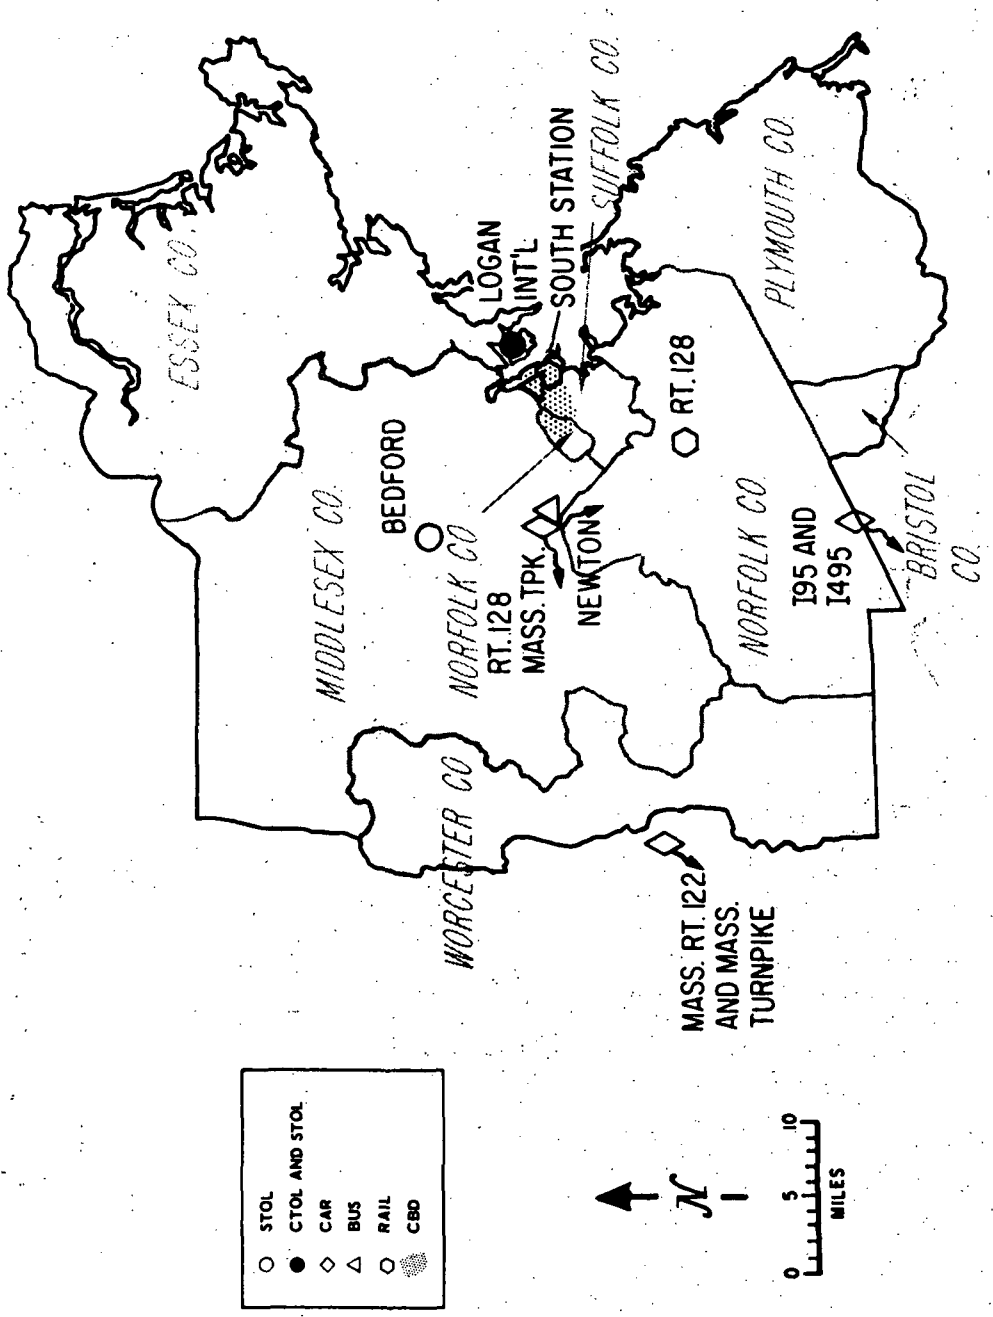 ESSEX CO.
LOGAN
INT'L
SOUTH STATION
SUFFOLK CO.
PLYMOUTH CO.
BEDFORD
MIDDLESEX CO.
NORFOLK CO
RT. 128
MASS. TPK.
NEWTON
RT. 128
NORFOLK CO
I95 AND
I495
BRISTOL
CO.
WORCESTER CO
MASS. RT. 122
AND MASS.
TURNPIKE
STOL
CTOL AND STOL
CAR
BUS
RAIL
CBD
N
0 5 10
MILES